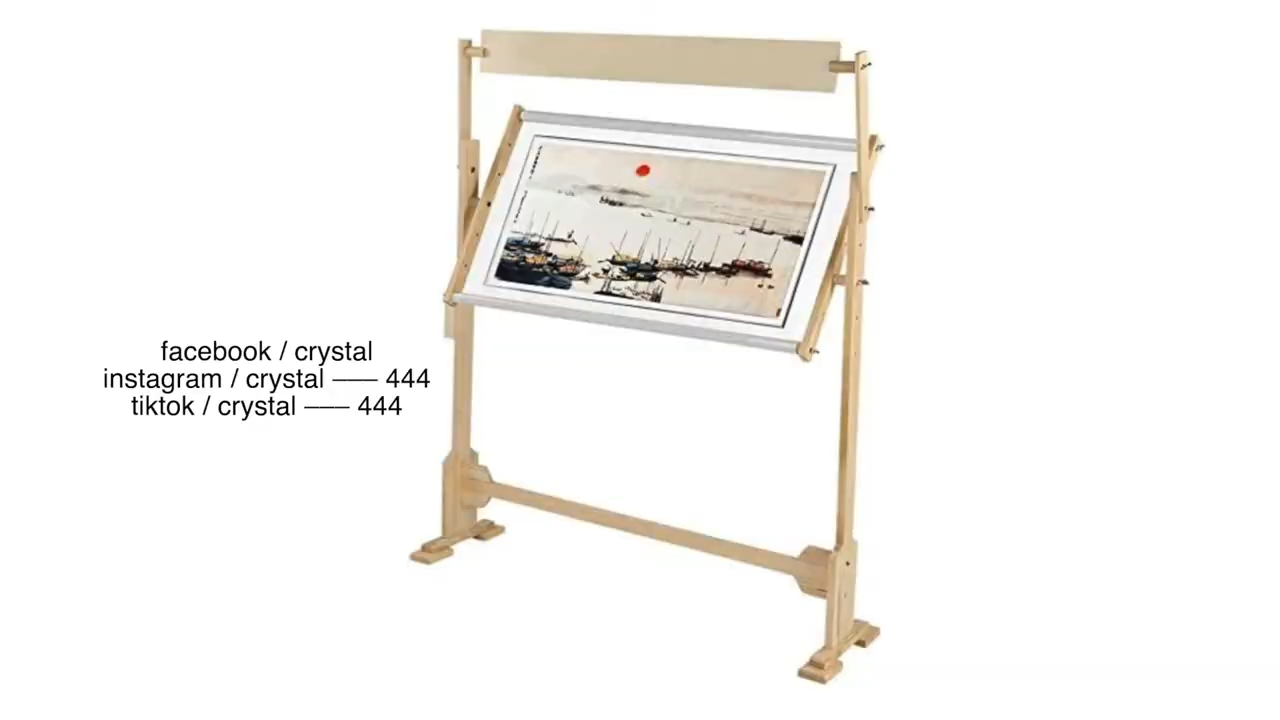 facebook / crystal
instagram / crystal —–— 444
tiktok / crystal —–— 444